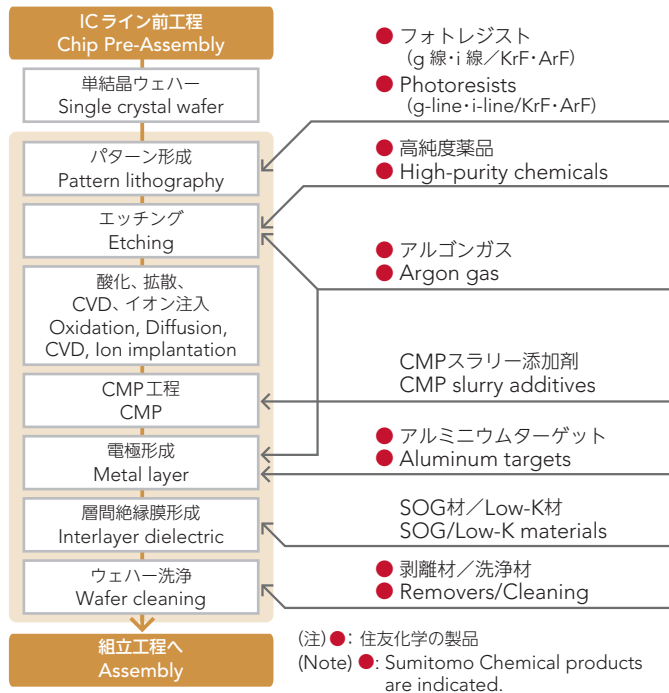 ICライン前工程
Chip Pre-Assembly
単結晶ウェハー
Single crystal wafer
パターン形成
Pattern lithography
エッチング
Etching
酸化、拡散、
CVD、イオン注入
Oxidation, Diffusion,
CVD, Ion implantation
CMP工程
CMP
電極形成
Metal layer
層間絶縁膜形成
Interlayer dielectric
ウェハー洗浄
Wafer cleaning
組立工程へ
Assembly
● フォトレジスト
（g 線・i 線／KrF・ArF）
● Photoresists
(g-line・i-line/KrF・ArF)
● 高純度薬品
● High-purity chemicals
● アルゴンガス
● Argon gas
CMPスラリー添加剤
CMP slurry additives
● アルミニウムターゲット
● Aluminum targets
SOG材／Low-K材
SOG/Low-K materials
● 剥離材／洗浄材
● Removers/Cleaning
(注) ●: 住友化学の製品
(Note) ●: Sumitomo Chemical products
are indicated.